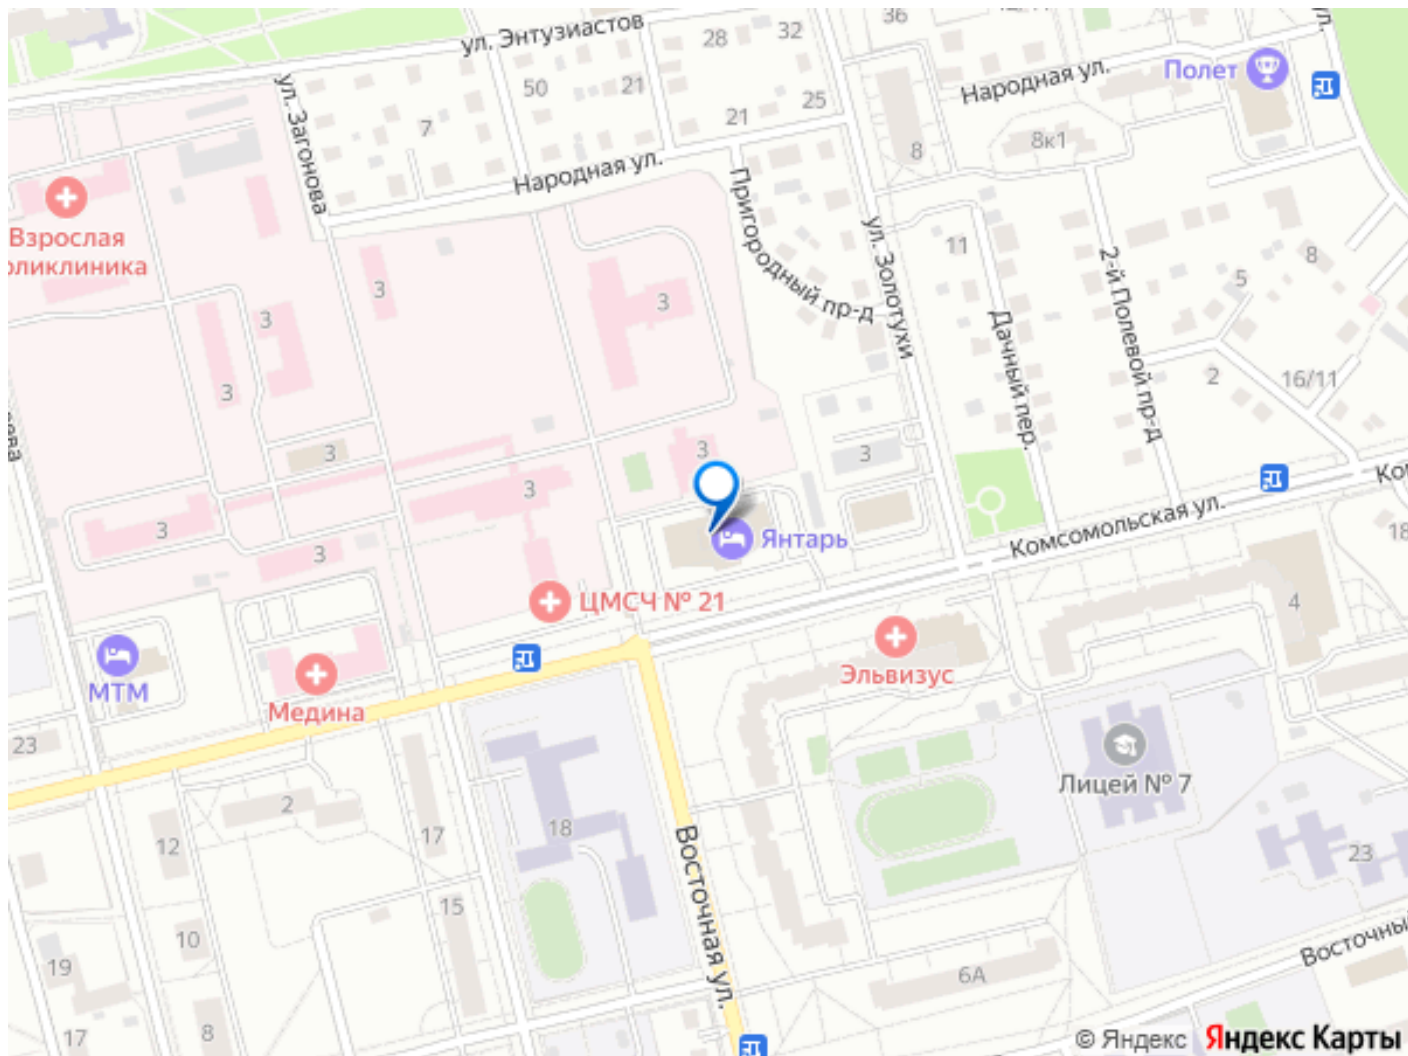 ул. Энтузиастов
36
32
28
ул.
50
21
Народная ул.
Полет
25
ул. Загонова
7
21
8
8к1
Народная ул.
Взрослая
оликлиника
Пригородный пр-д
ул. Золотухи
11
2-й Полевой пр-д
8
5
3
3
3
3
Дачный пер.
2
16/11
3
3
3
3
3
3
3
Янтарь
Комсомольская ул.
18
ЦМСЧ № 21
4
МТМ
Медина
Эльвизус
23
Лицей № 7
2
12
17
18
Восточная ул.
23
15
10
19
6А
17
8
© Яндекс
Яндекс Карты